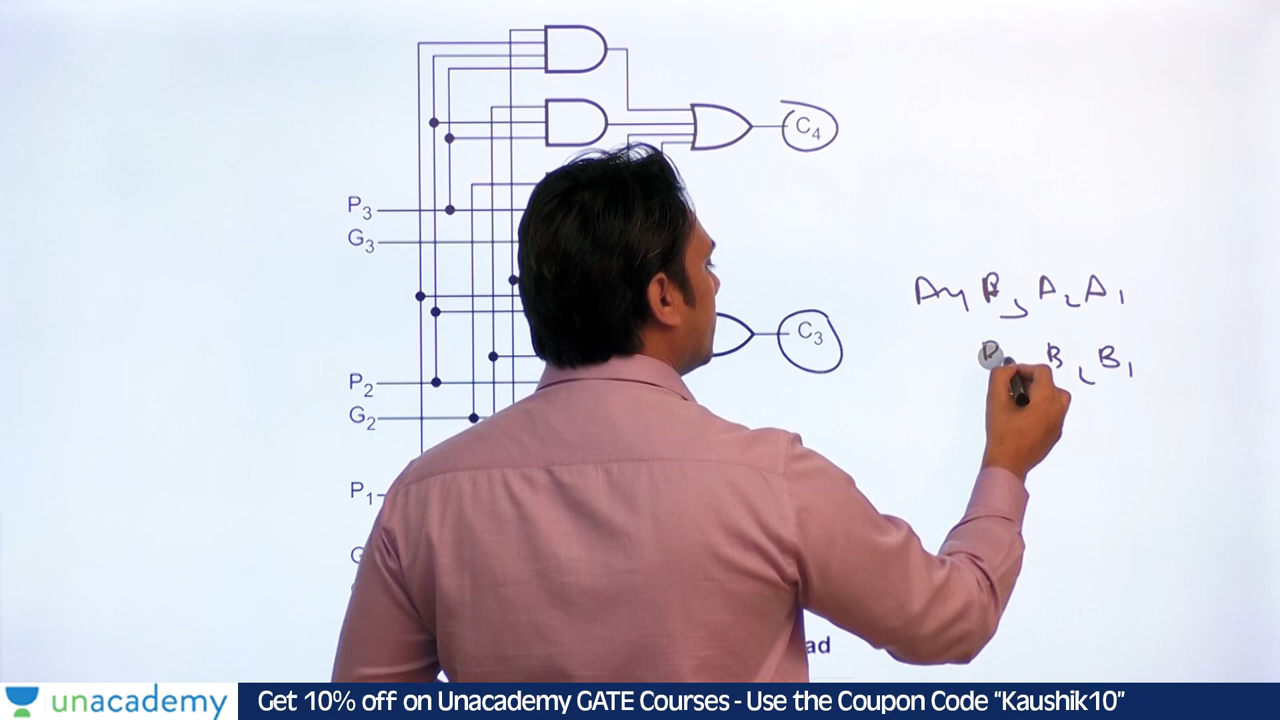 C4
P3
G3
A4 A3 A2 A1
C3
B2 B1
P2
G2
P1
G
ad
unacademy
Get 10% off on Unacademy GATE Courses - Use the Coupon Code “Kaushik10”